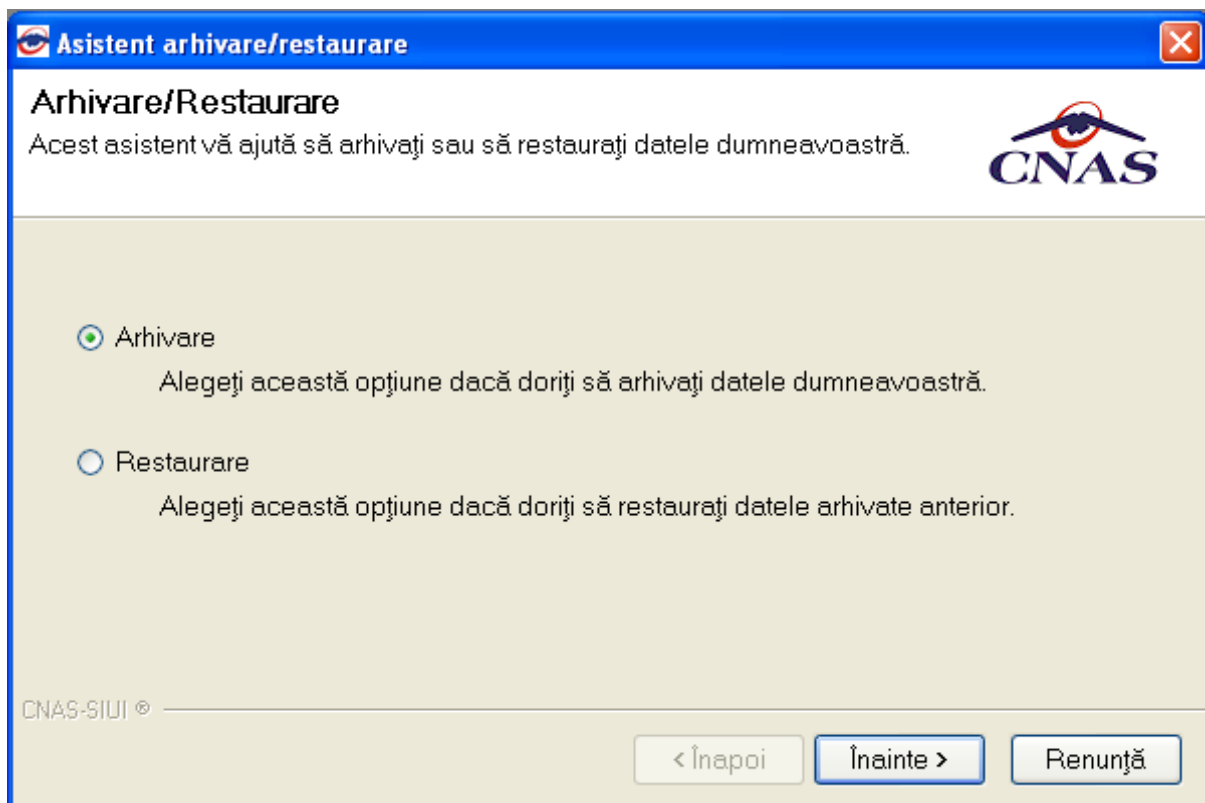 Asistent arhivare/restaurare
Arhivare/Restaurare
Acest asistent vă ajută să arhivaţi sau să restauraţi datele dumneavoastră.
CNAS
Arhivare
Alegeţi această opţiune dacă doriţi să arhivaţi datele dumneavoastră.
Restaurare
Alegeţi această opţiune dacă doriţi să restauraţi datele arhivate anterior.
CNAS-SIUI ®
< Înapoi
Înainte >
Renunţă